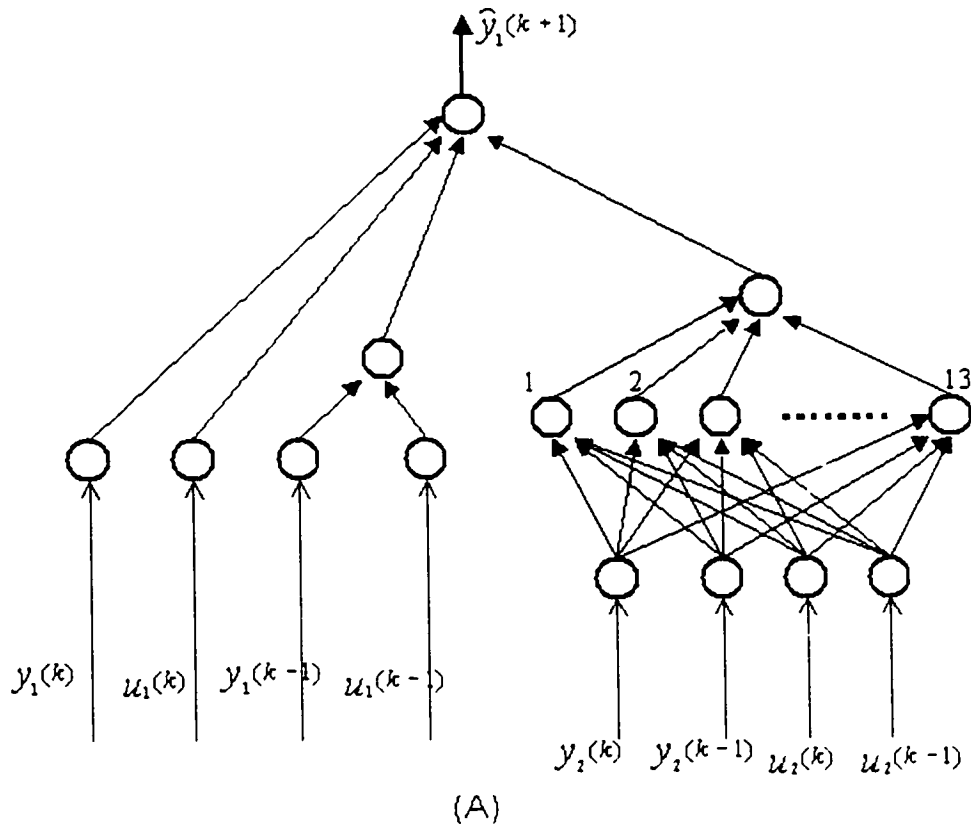 ŷ₁(k+1)
1 2 13
y₁(k) u₁(k) y₁(k-1) u₁(k-1)
y₂(k) y₂(k-1) u₂(k) u₂(k-1)
(A)